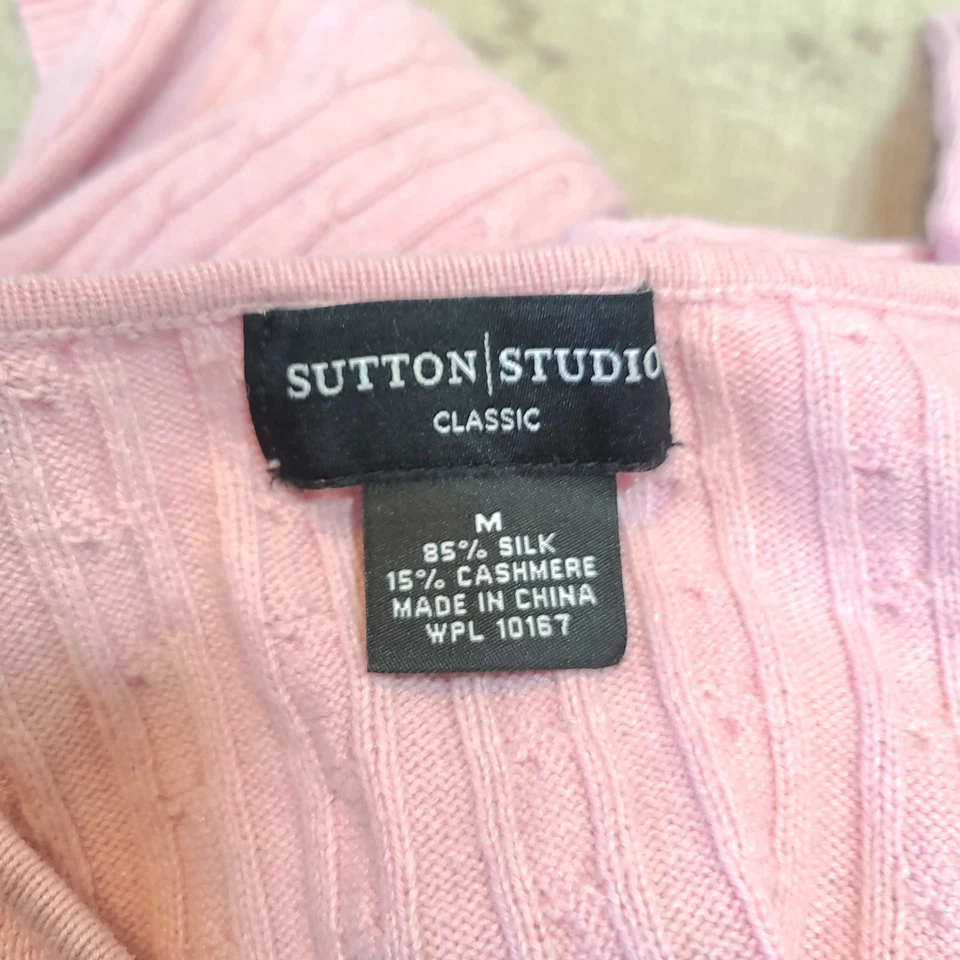 SUTTON|STUDIO
CLASSIC
M
85% SILK
15% CASHMERE
MADE IN CHINA
WPL 10167